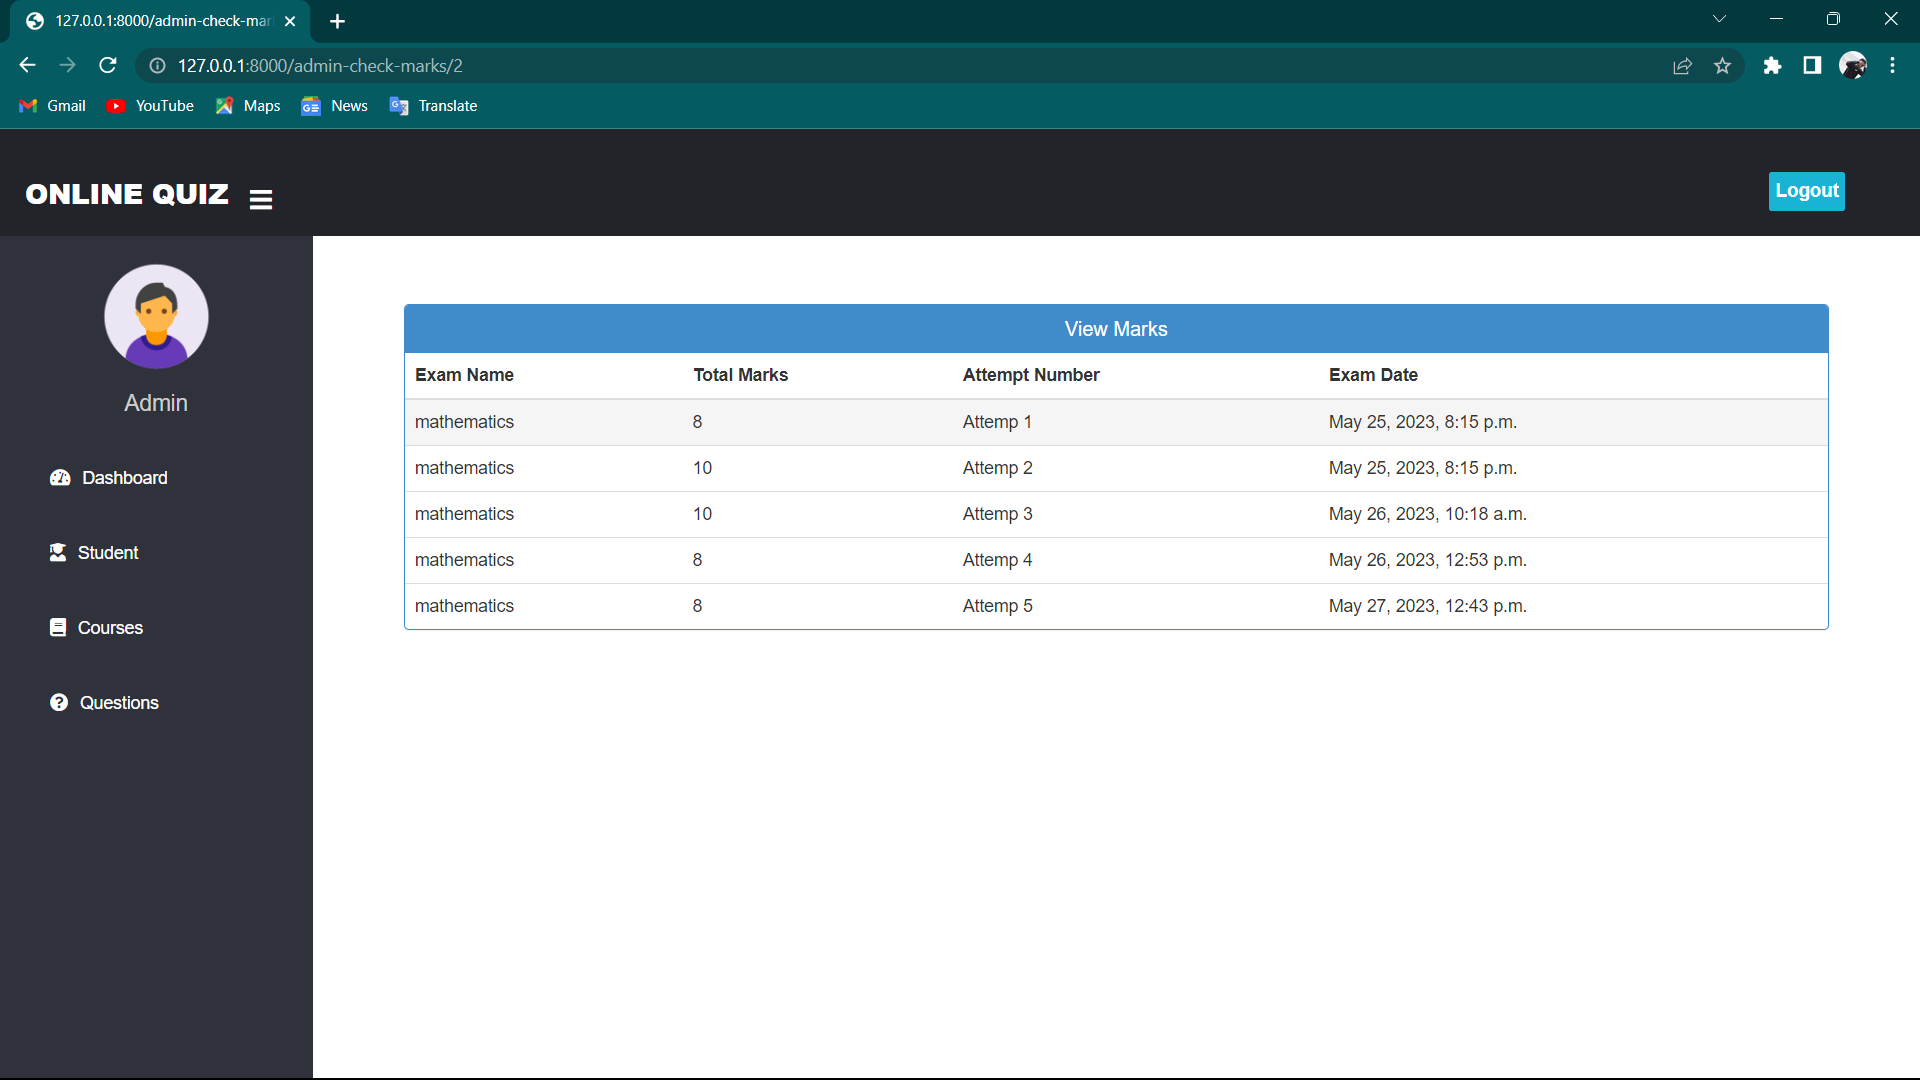 127.0.0.1:8000/admin-check-mar
127.0.0.1:8000/admin-check-marks/2
Gmail YouTube Maps News Translate
ONLINE QUIZ Logout
Admin
Dashboard
Student
Courses
Questions
View Marks
Exam Name Total Marks Attempt Number Exam Date
mathematics 8 Attemp 1 May 25, 2023, 8:15 p.m.
mathematics 10 Attemp 2 May 25, 2023, 8:15 p.m.
mathematics 10 Attemp 3 May 26, 2023, 10:18 a.m.
mathematics 8 Attemp 4 May 26, 2023, 12:53 p.m.
mathematics 8 Attemp 5 May 27, 2023, 12:43 p.m.